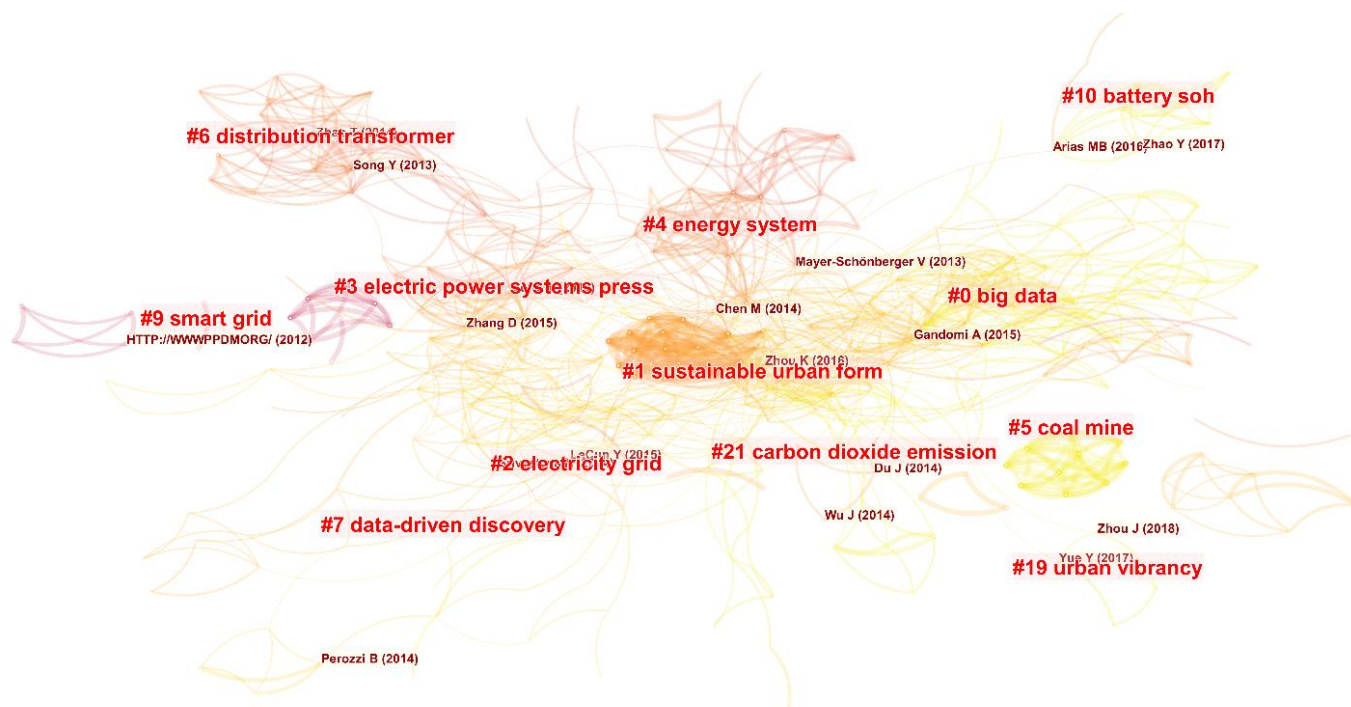 #10 battery soh
#6 distribution transformer
Song Y (2013)
Arias MB (2016)
Zhao Y (2017)
#4 energy system
Mayer-Schönberger V (2013)
#3 electric power systems press
#0 big data
Chen M (2014)
#9 smart grid
Zhang D (2015)
HTTP://WWWPPDMORG/ (2012)
Gandomi A (2015)
Zhou K (2016)
#1 sustainable urban form
#5 coal mine
#21 carbon dioxide emission
LeCun Y (2015)
#2 electricity grid
Du J (2014)
Wu J (2014)
#7 data-driven discovery
Zhou J (2018)
Yue Y (2017)
#19 urban vibrancy
Perozzi B (2014)